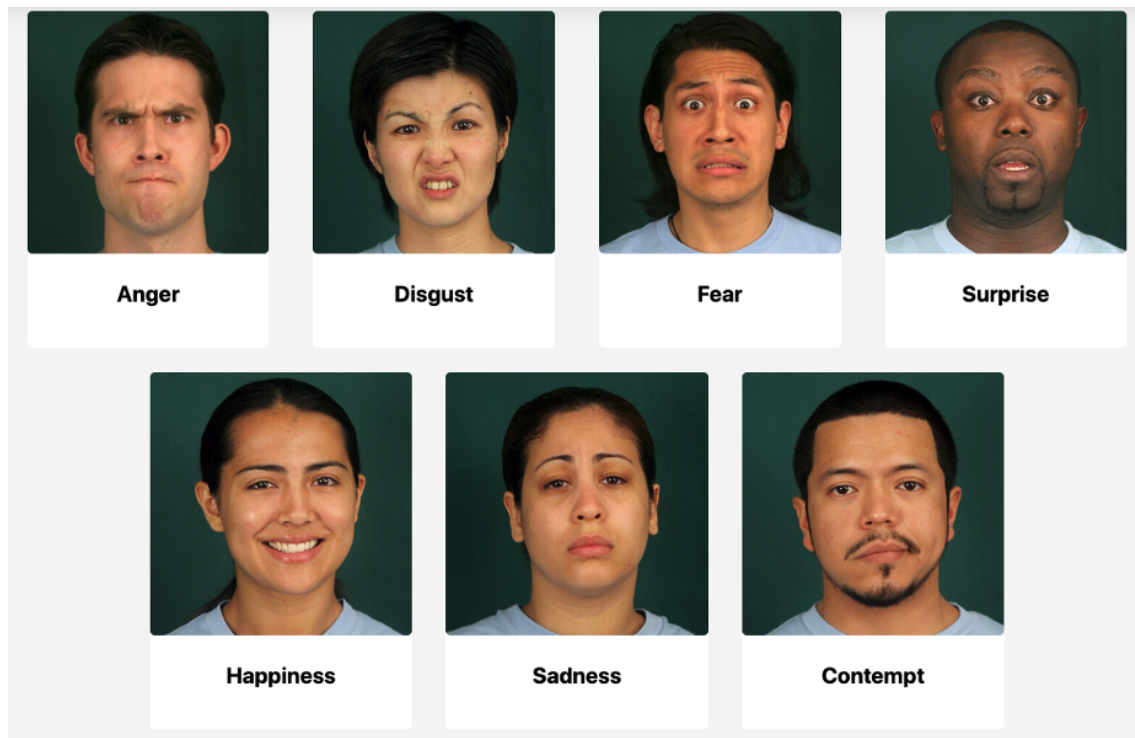 Anger
Disgust
Fear
Surprise
Happiness
Sadness
Contempt